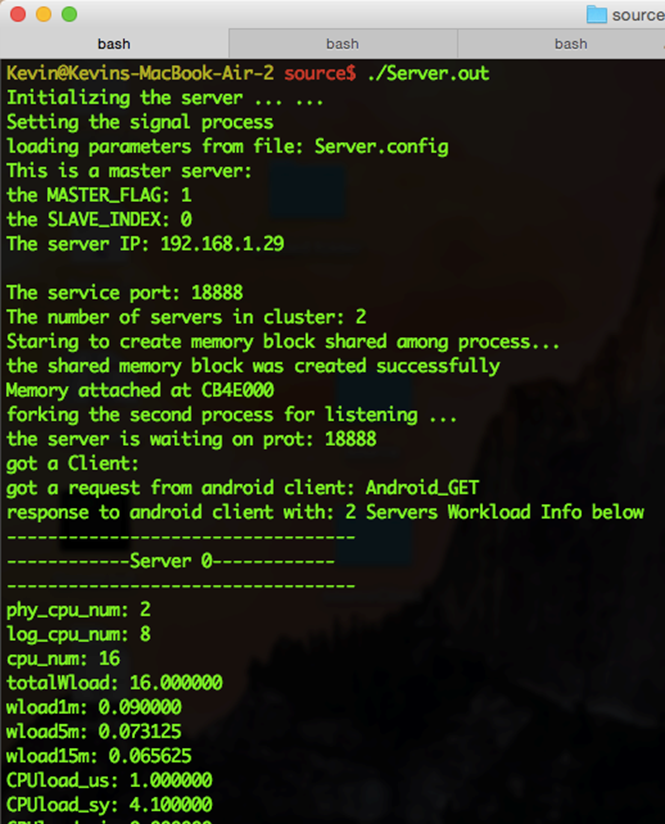 source
bash
bash
bash
Kevin@Kevins-MacBook-Air-2 source$ ./Server.out
Initializing the server ... ...
Setting the signal process
loading parameters from file: Server.config
This is a master server:
the MASTER_FLAG: 1
the SLAVE_INDEX: 0
The server IP: 192.168.1.29
The service port: 18888
The number of servers in cluster: 2
Staring to create memory block shared among process...
the shared memory block was created successfully
Memory attached at CB4E000
forking the second process for listening ...
the server is waiting on prot: 18888
got a Client:
got a request from android client: Android_GET
response to android client with: 2 Servers Workload Info below
----------------------------------
------------Server 0------------
----------------------------------
phy_cpu_num: 2
log_cpu_num: 8
cpu_num: 16
totalWload: 16.000000
wload1m: 0.090000
wload5m: 0.073125
wload15m: 0.065625
CPUload_us: 1.000000
CPUload_sy: 4.100000